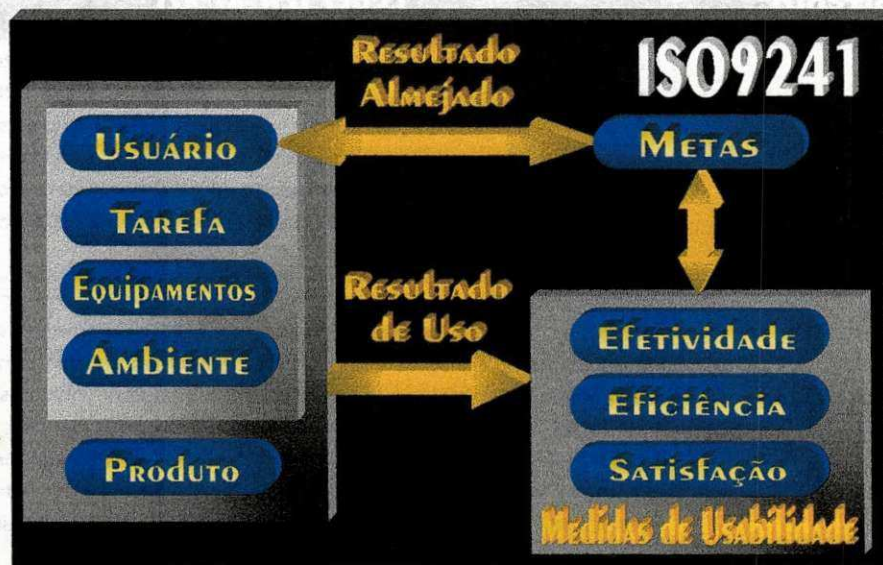 Resultado
Almejado
ISO9241
Usuário
Metas
Tarefa
Equipamentos
Resultado
de Uso
Ambiente
Efetividade
Eficiência
Produto
Satisfação
Medidas de Usabilidade